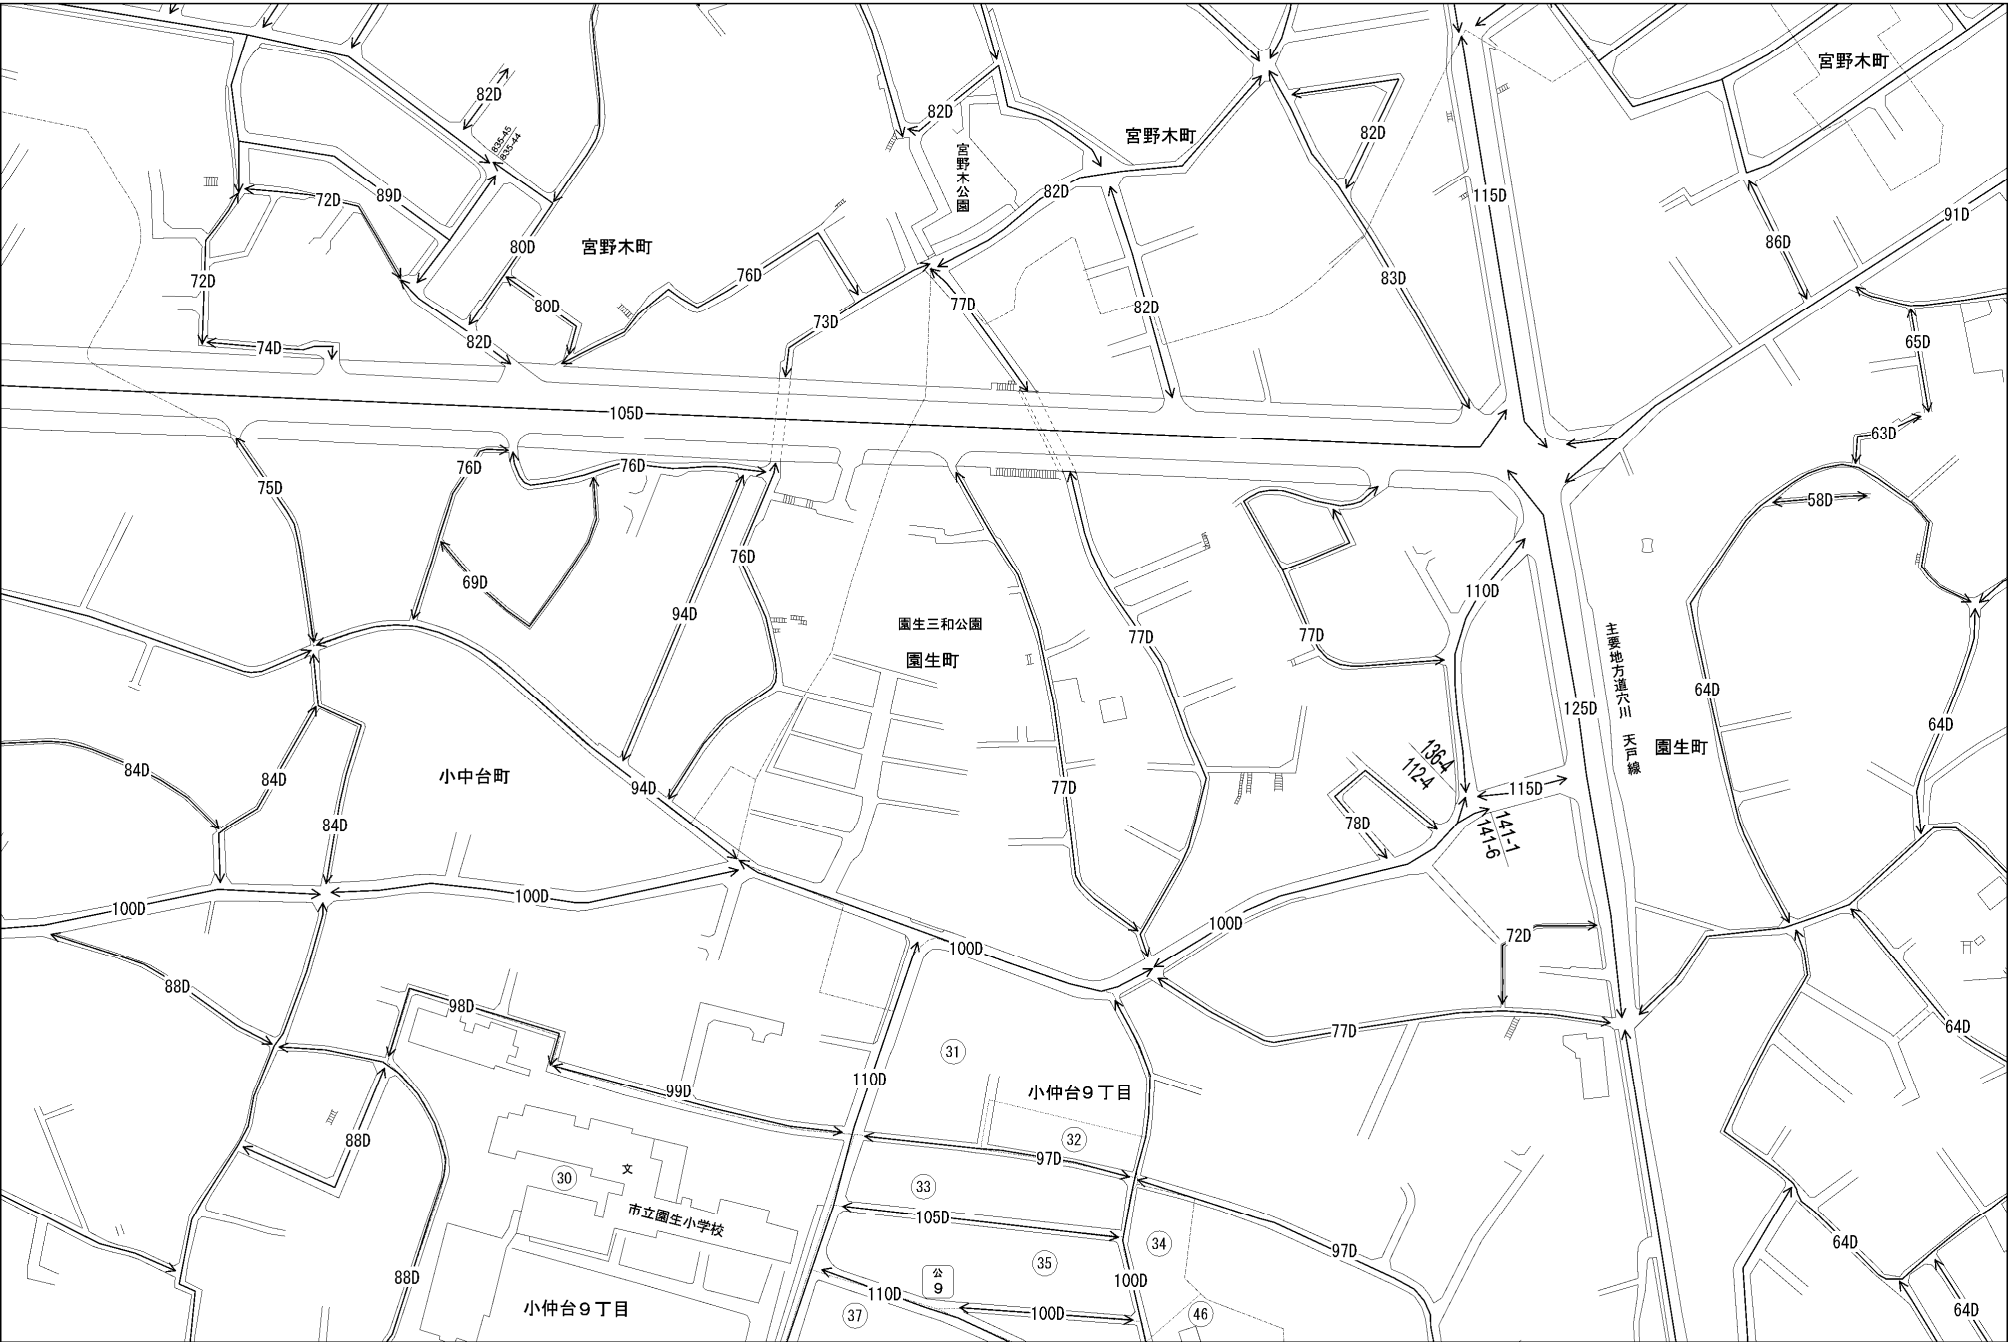 宮野木町
82D
835-45
835-44
82D
宮野木町
宮野木公園
82D
115D
89D
72D
82D
91D
80D
宮野木町
86D
76D
83D
72D
80D
77D
82D
73D
82D
65D
74D
105D
63D
76D
76D
75D
58D
76D
69D
110D
94D
園生三和公園
77D
77D
主要地方道穴川　天戸線
園生町
64D
125D
64D
園生町
136-4
112-4
84D
84D
小中台町
94D
77D
115D
84D
78D
141-1
141-6
100D
100D
100D
72D
100D
88D
98D
64D
77D
31
110D
99D
小仲台９丁目
32
88D
97D
30
文
33
市立園生小学校
105D
34
97D
64D
35
88D
公
9
110D
100D
小仲台９丁目
37
100D
46
64D